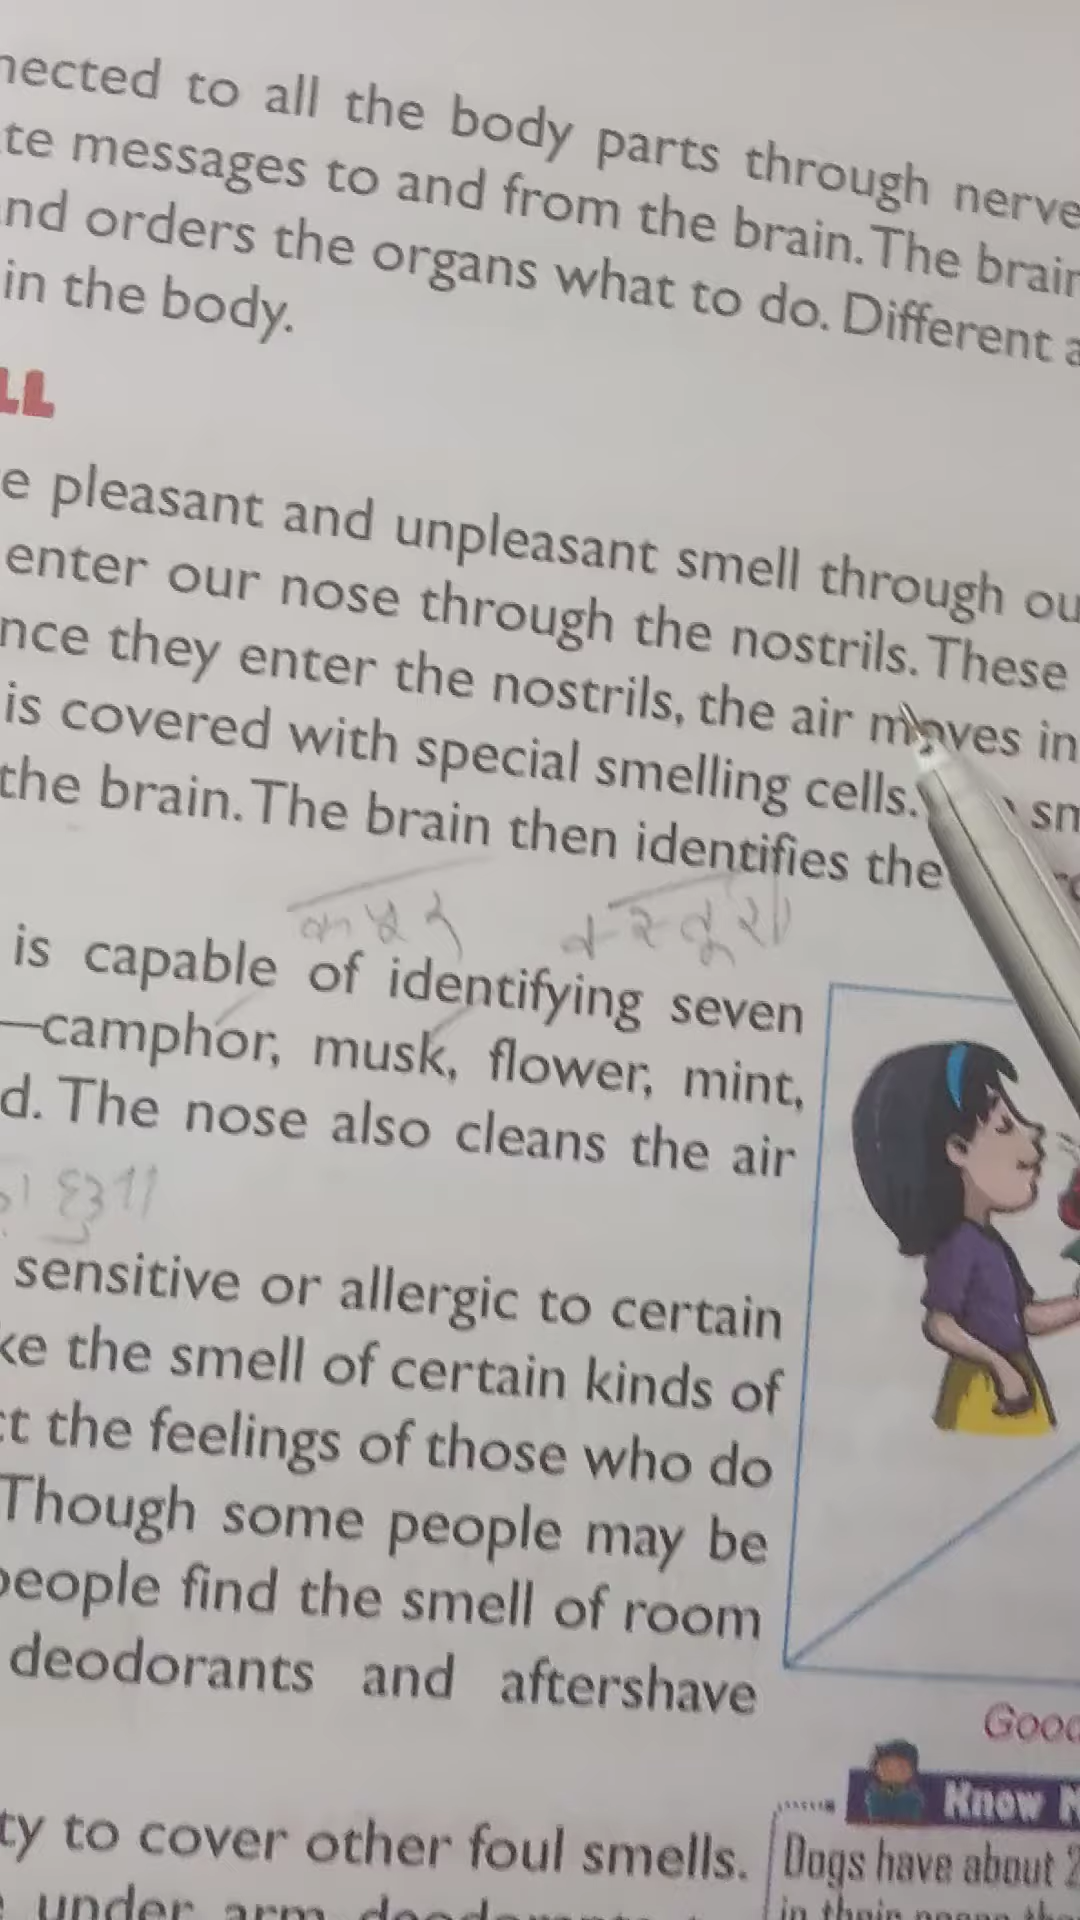 nected to all the body parts through nerve
te messages to and from the brain. The brain
nd orders the organs what to do. Different a
in the body.
LL
e pleasant and unpleasant smell through ou
enter our nose through the nostrils. These
nce they enter the nostrils, the air moves in
is covered with special smelling cells. sm
the brain. The brain then identifies the
is capable of identifying seven
—camphor, musk, flower, mint,
d. The nose also cleans the air
sensitive or allergic to certain
ke the smell of certain kinds of
ct the feelings of those who do
Though some people may be
people find the smell of room
deodorants and aftershave
Good
Know M
ty to cover other foul smells.
Dogs have about 2
under arm